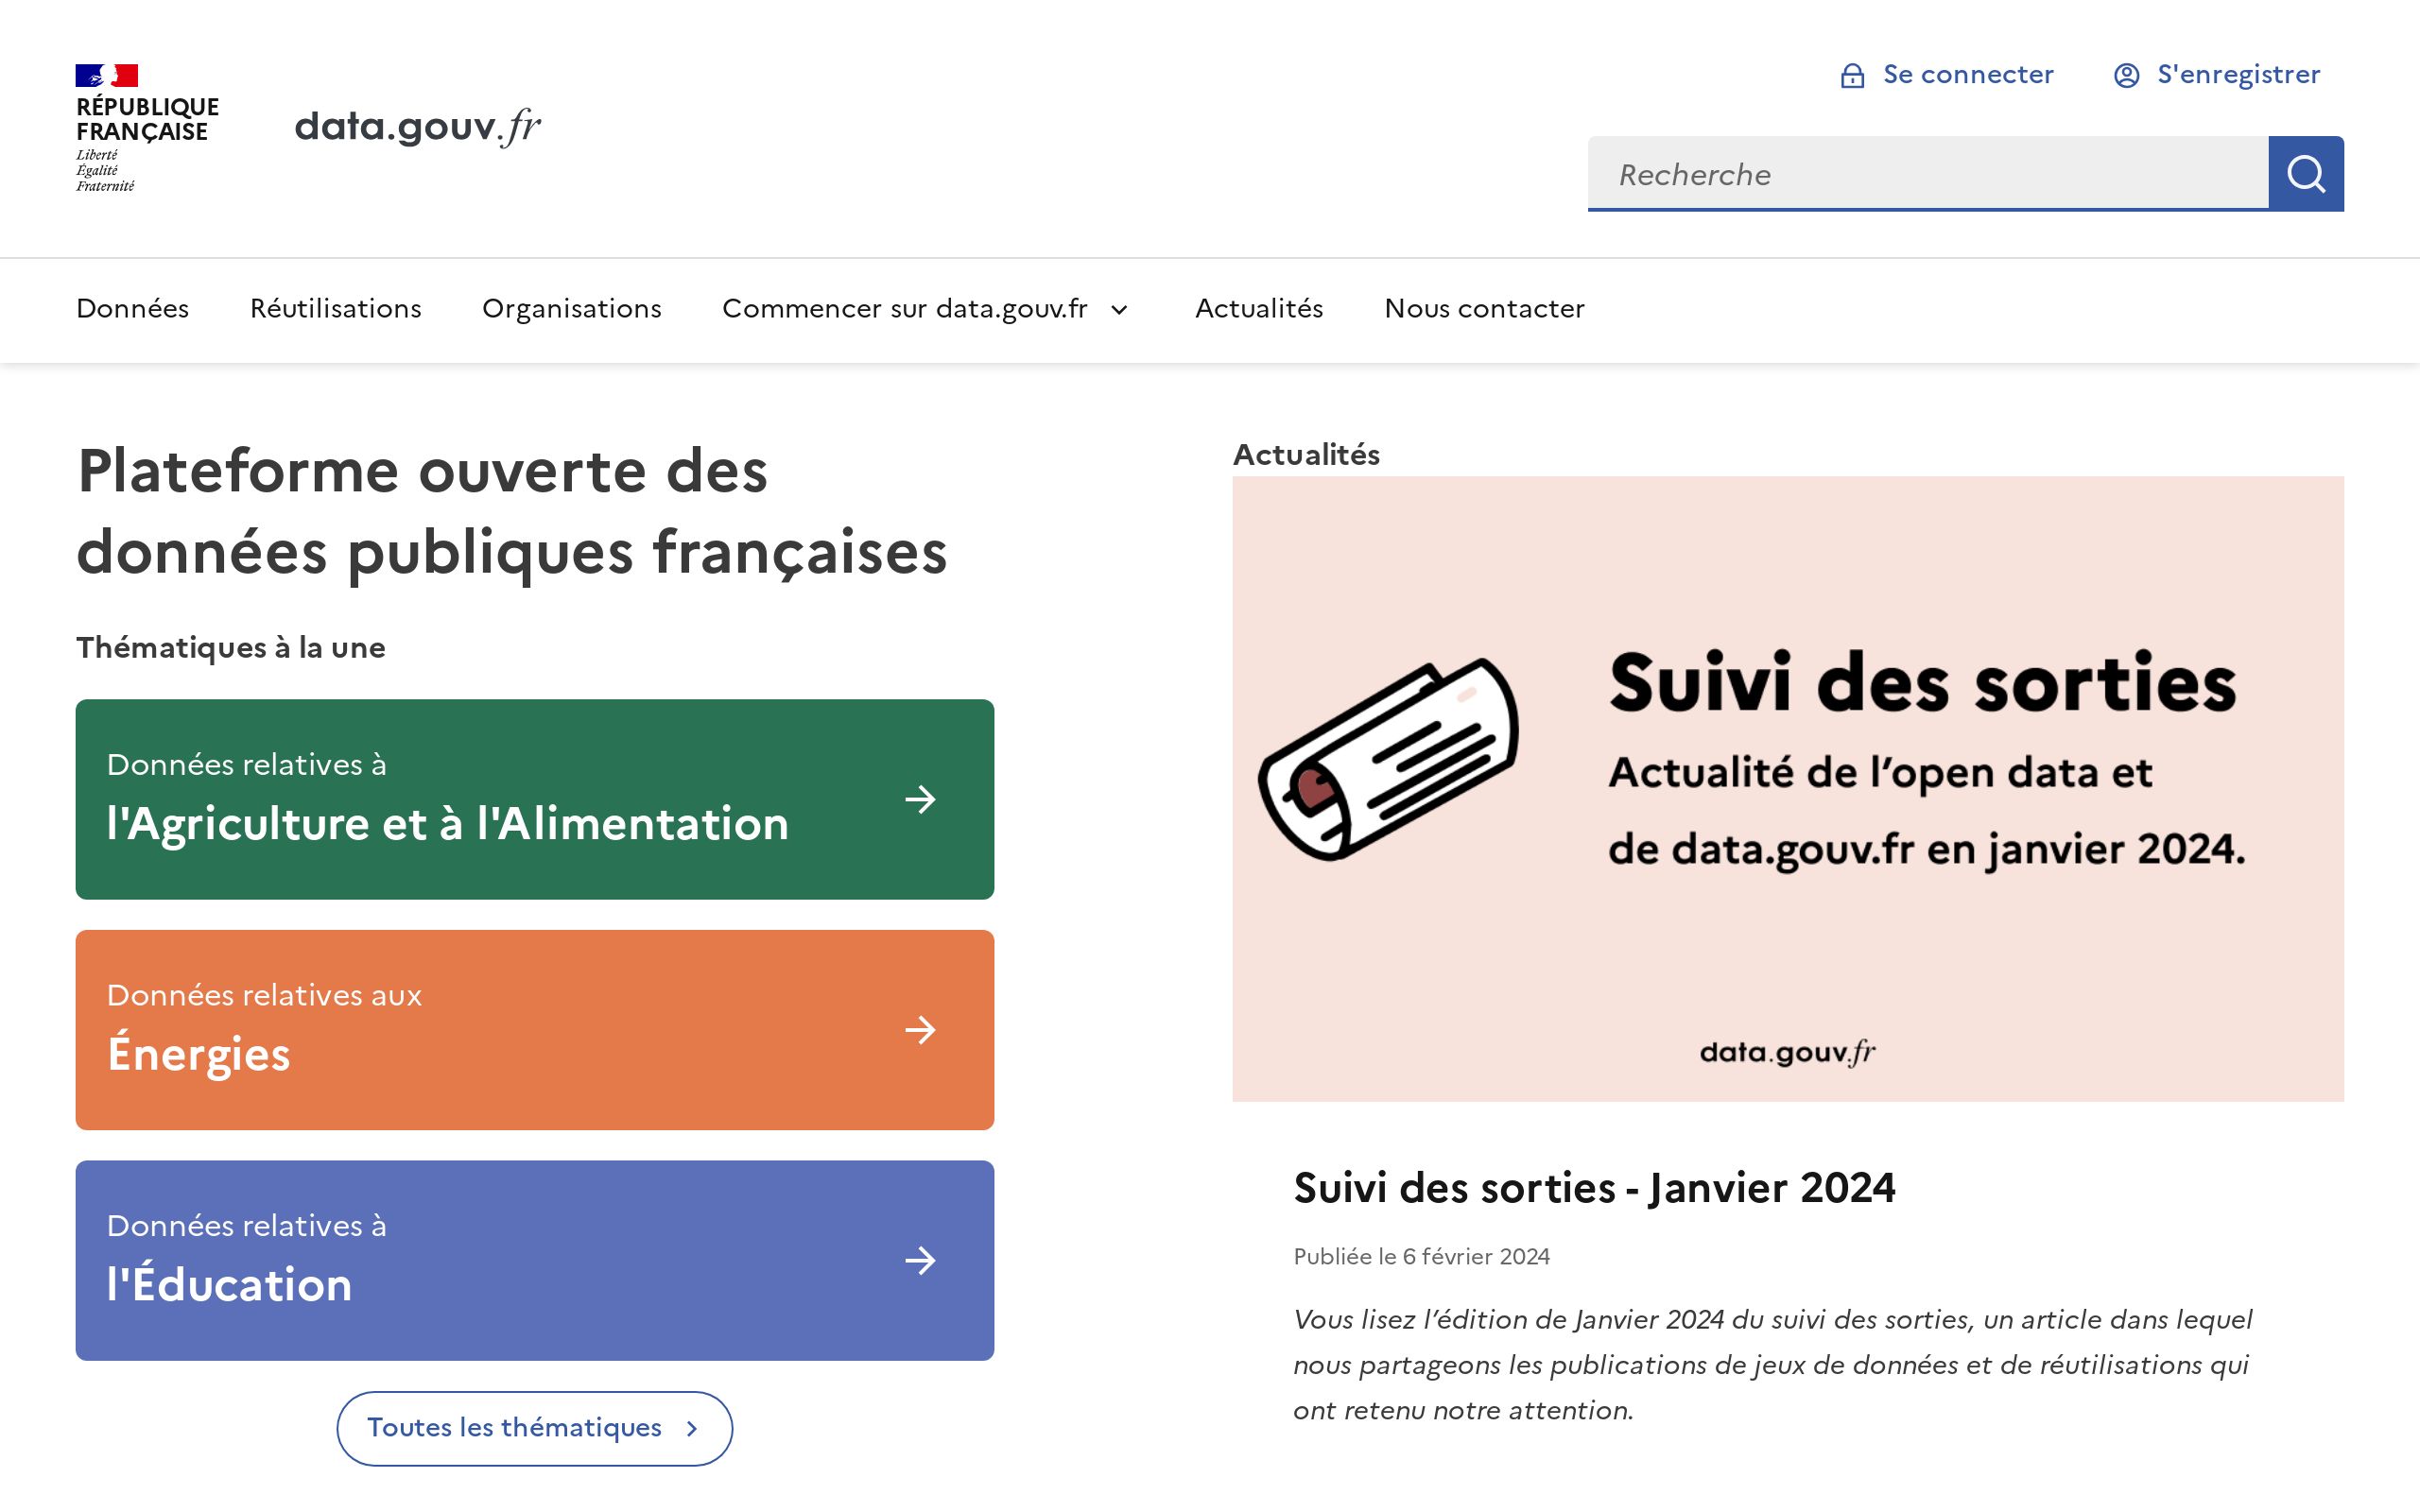 RÉPUBLIQUE
FRANÇAISE
Liberté
Égalité
Fraternité
data.gouv.fr
Se connecter
S'enregistrer
Recherche
Données
Réutilisations
Organisations
Commencer sur data.gouv.fr
Actualités
Nous contacter
Plateforme ouverte des
données publiques françaises
Thématiques à la une
Données relatives à
l'Agriculture et à l'Alimentation
Données relatives aux
Énergies
Données relatives à
l'Éducation
Toutes les thématiques
Actualités
Suivi des sorties
Actualité de l’open data et
de data.gouv.fr en janvier 2024.
data.gouv.fr
Suivi des sorties - Janvier 2024
Publiée le 6 février 2024
Vous lisez l’édition de Janvier 2024 du suivi des sorties, un article dans lequel
nous partageons les publications de jeux de données et de réutilisations qui
ont retenu notre attention.